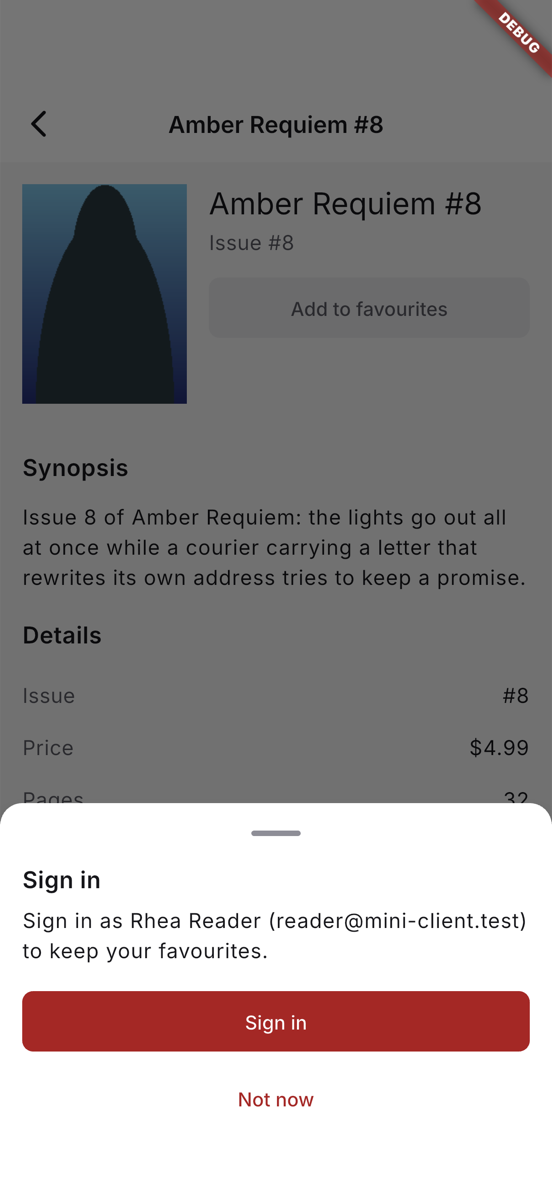 DEBUG
Amber Requiem #8
Amber Requiem #8
Issue #8
Add to favourites
Synopsis
Issue 8 of Amber Requiem: the lights go out all
at once while a courier carrying a letter that
rewrites its own address tries to keep a promise.
Details
Issue #8
Price $4.99
Pages 32
Sign in
Sign in as Rhea Reader (reader@mini-client.test)
to keep your favourites.
Sign in
Not now